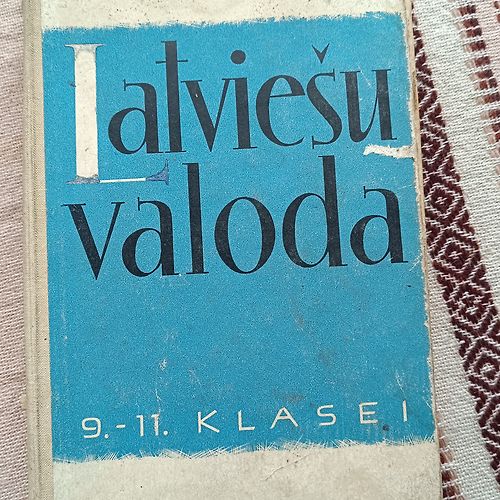 Latviešu
valoda
9.-11. KLASEI